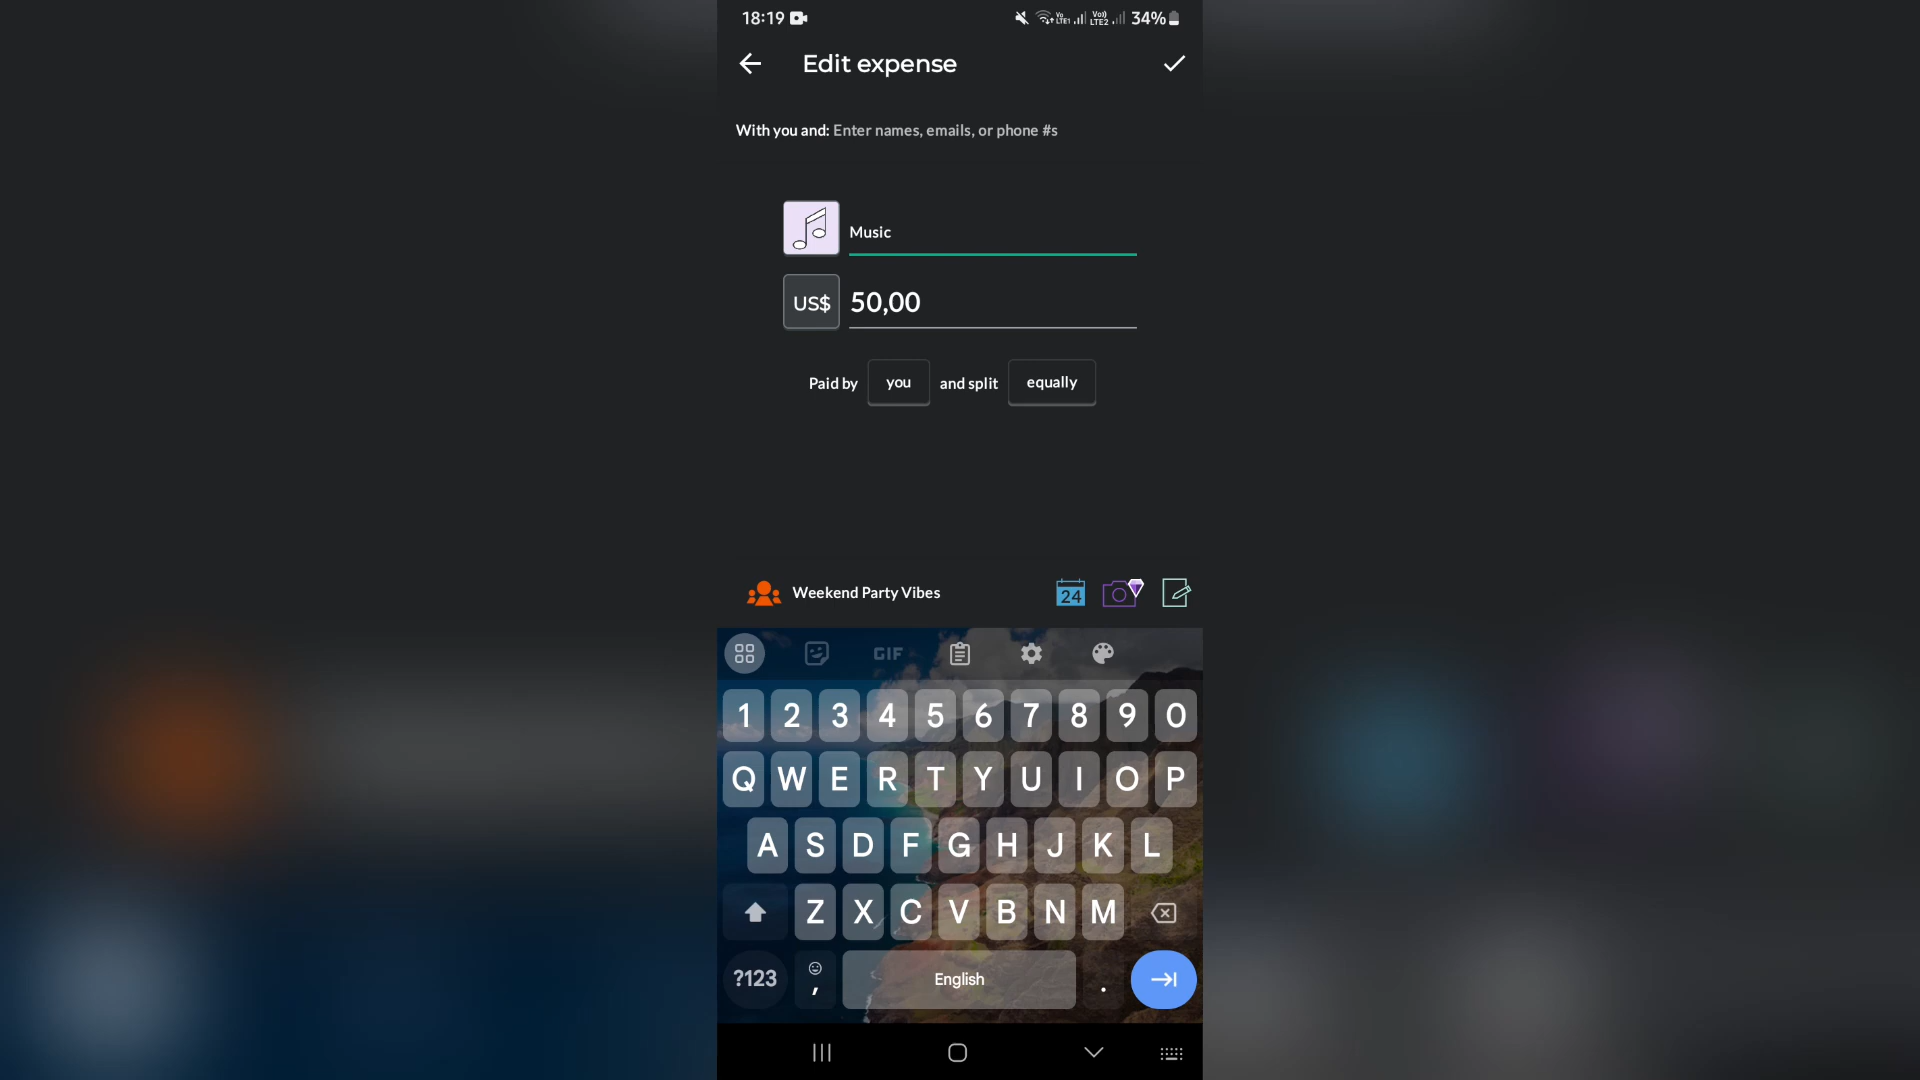 18:19 34%
Edit expense
With you and: Enter names, emails, or phone #s
Music
US$ 50,00
Paid by you and split equally
Weekend Party Vibes 24
GIF
1 2 3 4 5 6 7 8 9 0
Q W E R T Y U I O P
A S D F G H J K L
Z X C V B N M
?123 , English .